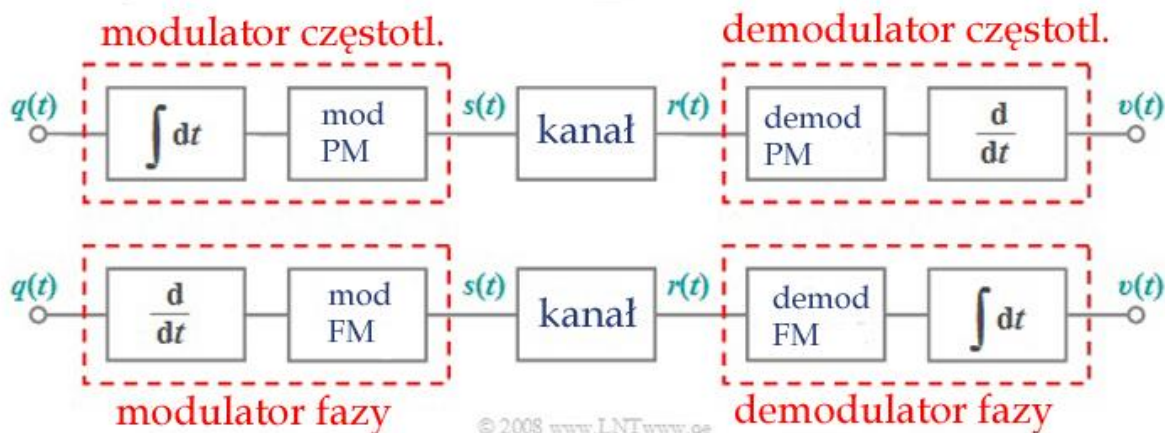 modulator częstotl. demodulator częstotl.
q(t) ∫ dt mod PM s(t) kanał r(t) demod PM d/dt v(t)
q(t) d/dt mod FM s(t) kanał r(t) demod FM ∫ dt v(t)
modulator fazy demodulator fazy
© 2008 www.LNTwww.de